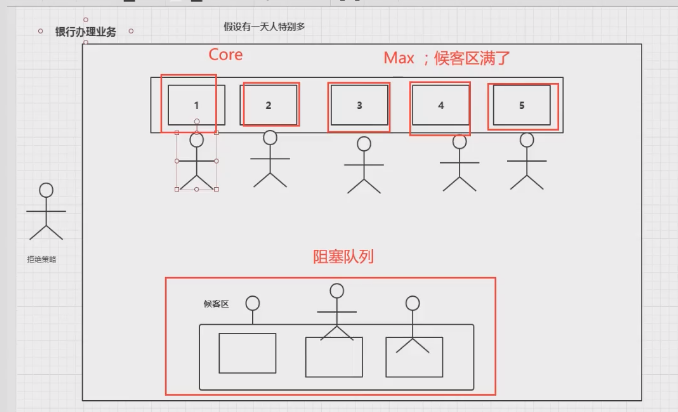 假设有一天人特别多
银行办理业务
Core
Max ；候客区满了
1
2
3
4
5
拒绝策略
阻塞队列
候客区